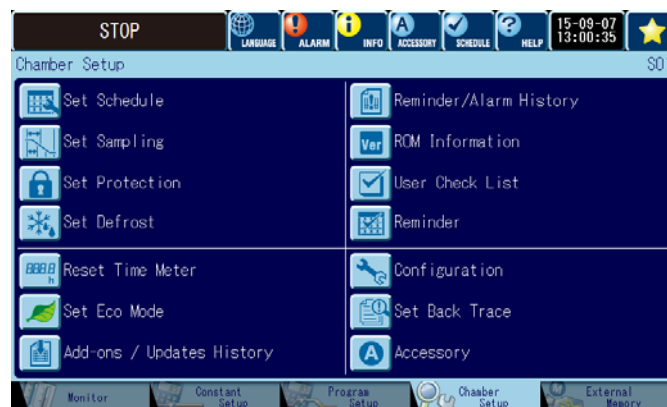 STOP
LANGUAGE
ALARM
INFO
A
ACCESSORY
SCHEDULE
?
HELP
15-09-07
13:00:35
Chamber Setup
S0
Set Schedule
Reminder/Alarm History
Set Sampling
Ver
ROM Information
Set Protection
User Check List
Set Defrost
Reminder
8888
h
Reset Time Meter
Configuration
Set Eco Mode
Set Back Trace
Add-ons / Updates History
A
Accessory
Monitor
Constant
Setup
Program
Setup
Chamber
Setup
External
Memory